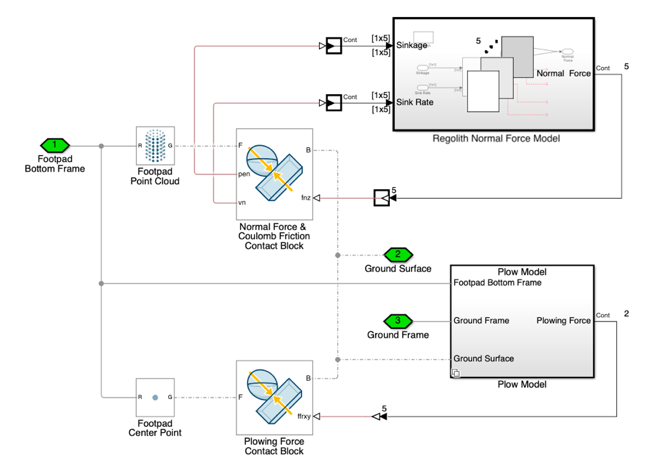 Cont
[1x5]
[1x5]
Sinkage
5
Normal Force
Cont
5
Cont
[1x5]
[1x5]
Sink Rate
Regolith Normal Force Model
1
Footpad
Bottom Frame
R
G
Footpad
Point Cloud
F
B
pen
vn
fnz
Normal Force &
Coulomb Friction
Contact Block
5
2
Ground Surface
Plow Model
Footpad Bottom Frame
3
Ground Frame
Ground Frame
Plowing Force
Cont
2
Ground Surface
Plow Model
R
G
Footpad
Center Point
F
B
ffrxy
Plowing Force
Contact Block
5